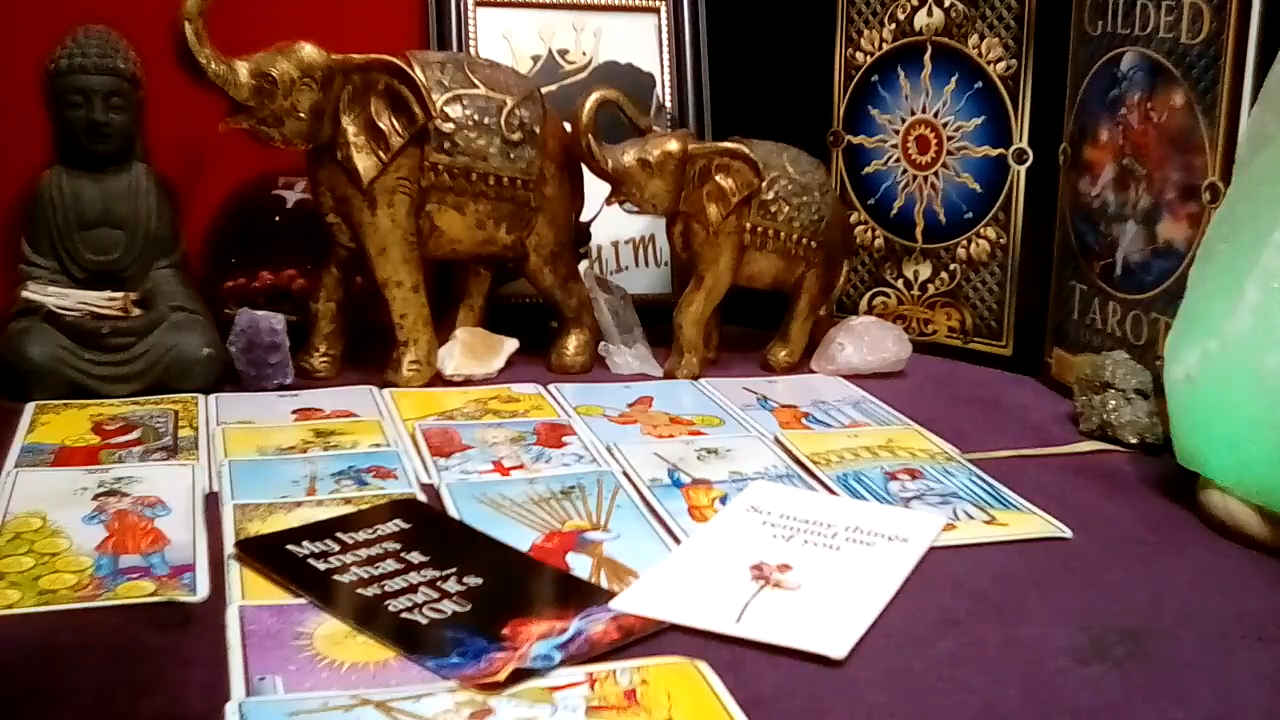 GILDED
TAROT
H.I.M.
My heart
knows
what it
wants...
and it's
YOU
So many things
remind me
of you